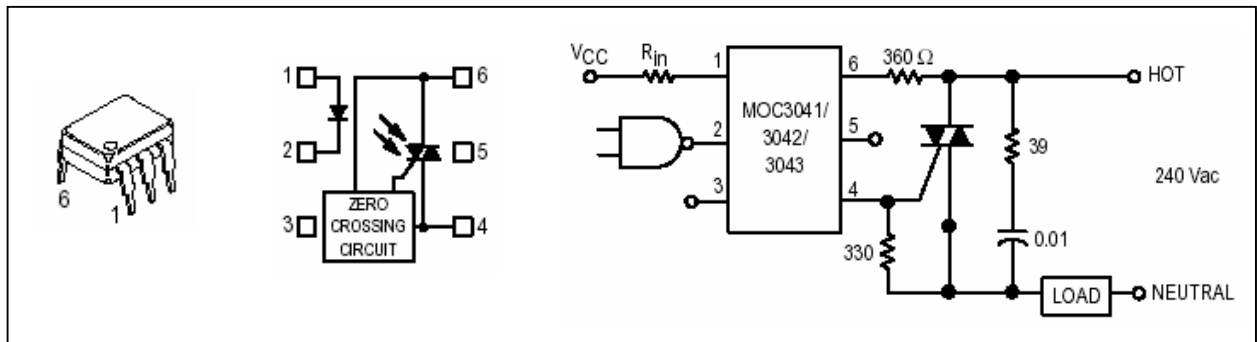 6
1
1
2
3
6
5
4
ZERO
CROSSING
CIRCUIT
VCC
Rin
1
2
3
MOC3041/
3042/
3043
6
5
4
360 Ω
330
39
0.01
HOT
240 Vac
LOAD
NEUTRAL